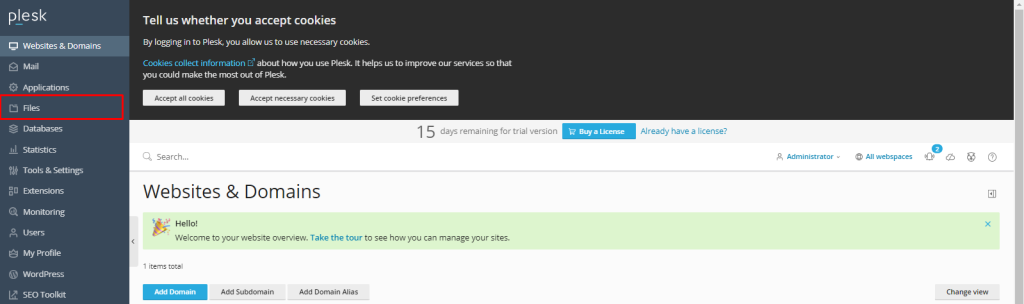 plesk
Websites & Domains
Mail
Applications
Files
Databases
Statistics
Tools & Settings
Extensions
Monitoring
Users
My Profile
WordPress
SEO Toolkit
Tell us whether you accept cookies
By logging in to Plesk, you allow us to use necessary cookies.
Cookies collect information about how you use Plesk. It helps us to improve our services so that
you could make the most out of Plesk.
Accept all cookies Accept necessary cookies Set cookie preferences
15 days remaining for trial version Buy a License Already have a license?
Search... Administrator All webspaces 2
Websites & Domains
Hello!
Welcome to your website overview. Take the tour to see how you can manage your sites.
1 items total
Add Domain Add Subdomain Add Domain Alias Change view